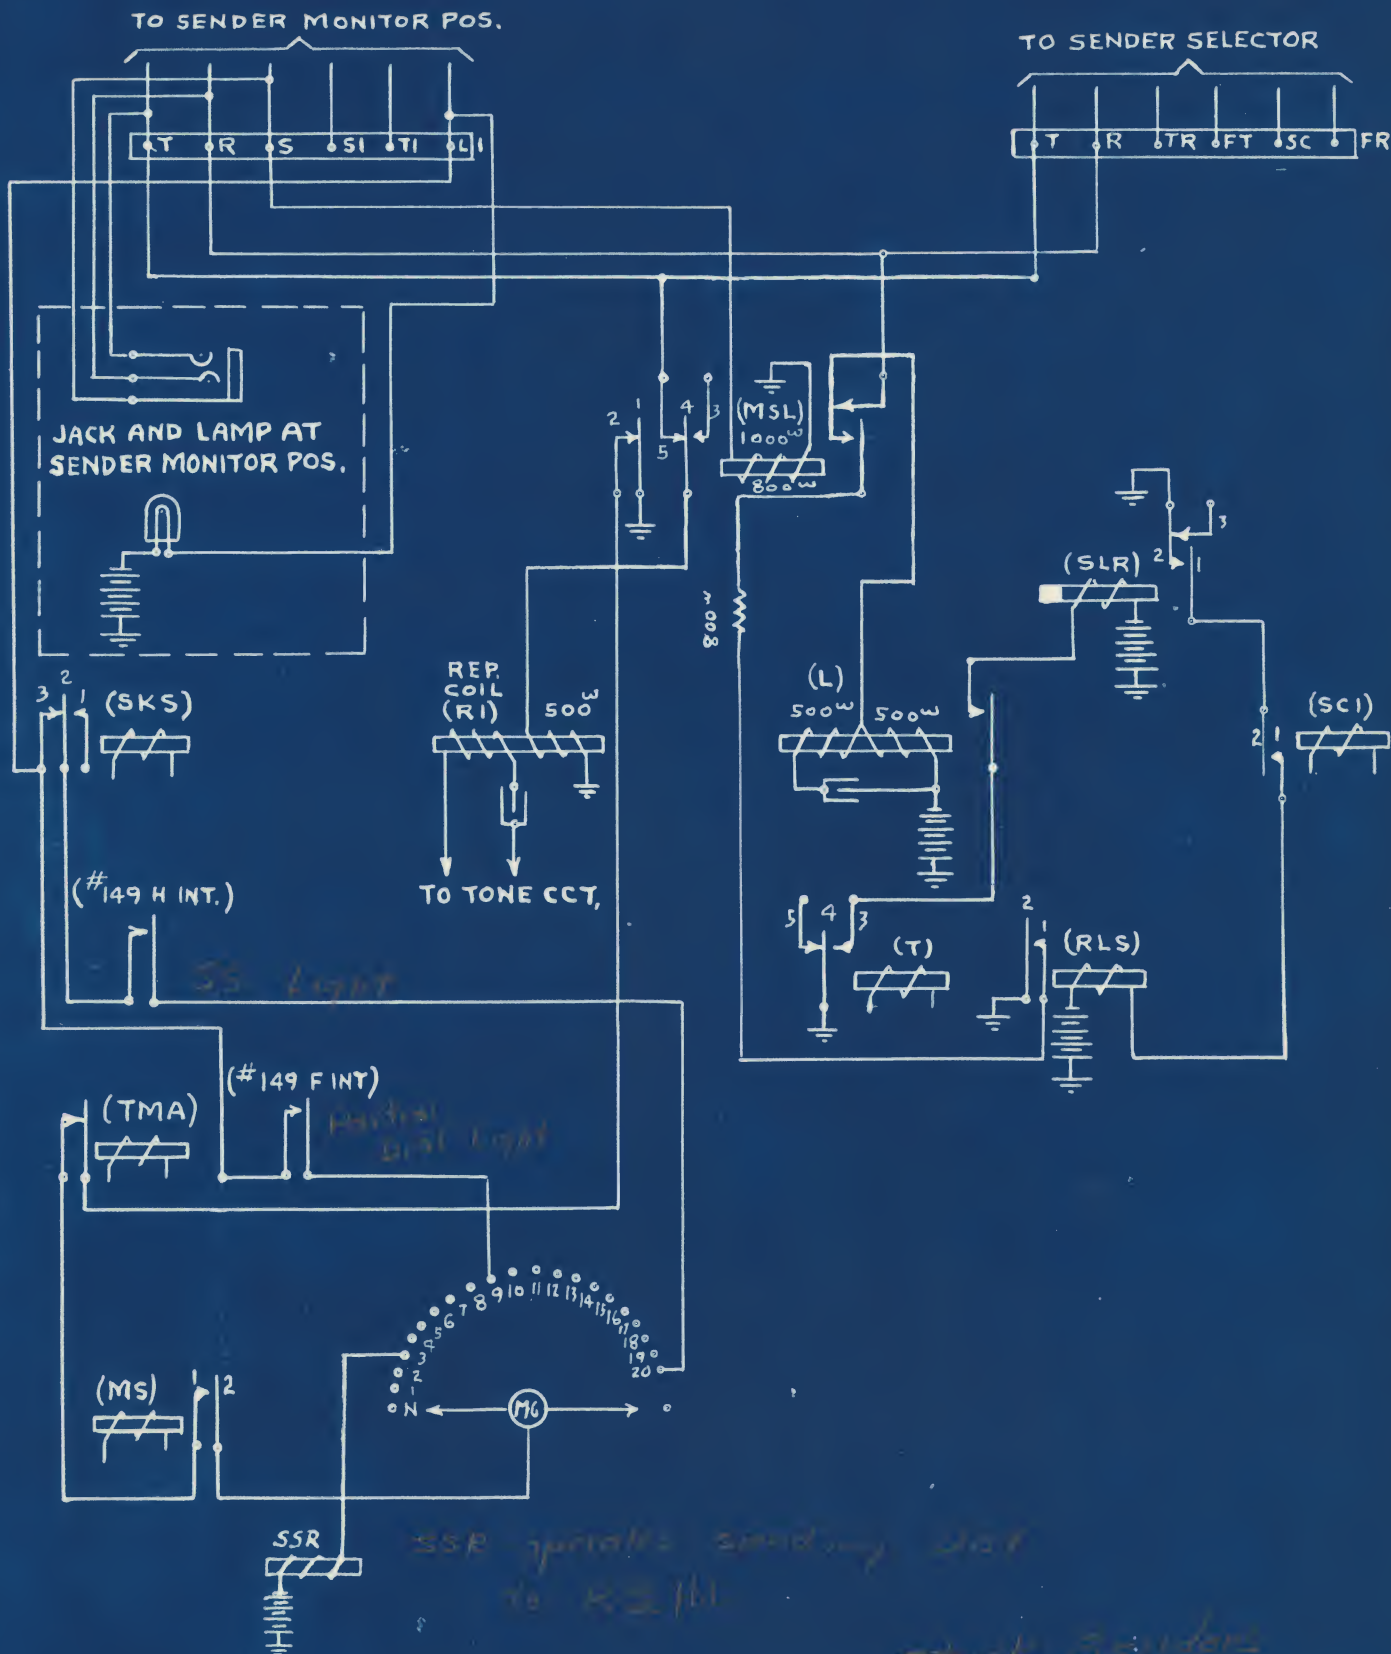 TO SENDER MONITOR POS.
TO SENDER SELECTOR
T R S S1 T1 L1
T R TR FT SC FR
JACK AND LAMP AT
SENDER MONITOR POS.
1
2
4
3
5
(MSL)
1000ω
800ω
800ω
3
2
1
(SLR)
3
2
1
(SKS)
REP.
COIL
(R1)
500ω
(L)
500ω 500ω
(SC1)
2 1
TO TONE CCT.
(#149 H INT.)
5 4 3
(T)
2
1
(RLS)
SS Light
(#149 F INT)
(TMA)
Partial
Dial Light
N 1 2 3 4 5 6 7 8 9 10 11 12 13 14 15 16 17 18 19 20
M6
(MS)
1 2
SSR
SSR
to